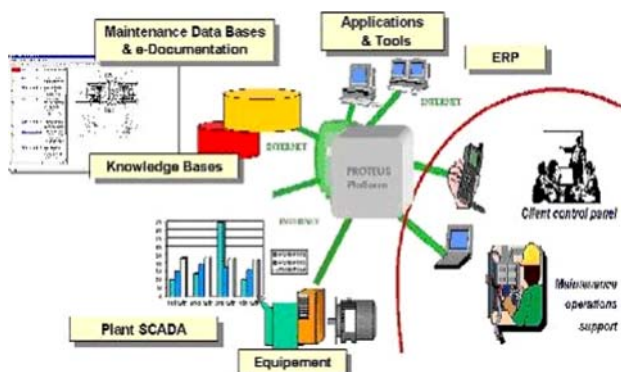 Maintenance Data Bases
& e-Documentation
Applications
& Tools
ERP
INTERNET
INTERNET
Knowledge Bases
PROTEUS
Platform
INTERNET
Client control panel
Maintenance
operations
support
Plant SCADA
Equipement